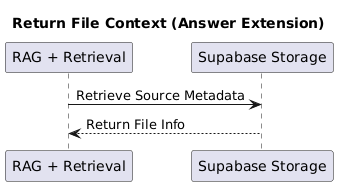 Return File Context (Answer Extension)
RAG + Retrieval
Supabase Storage
Retrieve Source Metadata
Return File Info
RAG + Retrieval
Supabase Storage